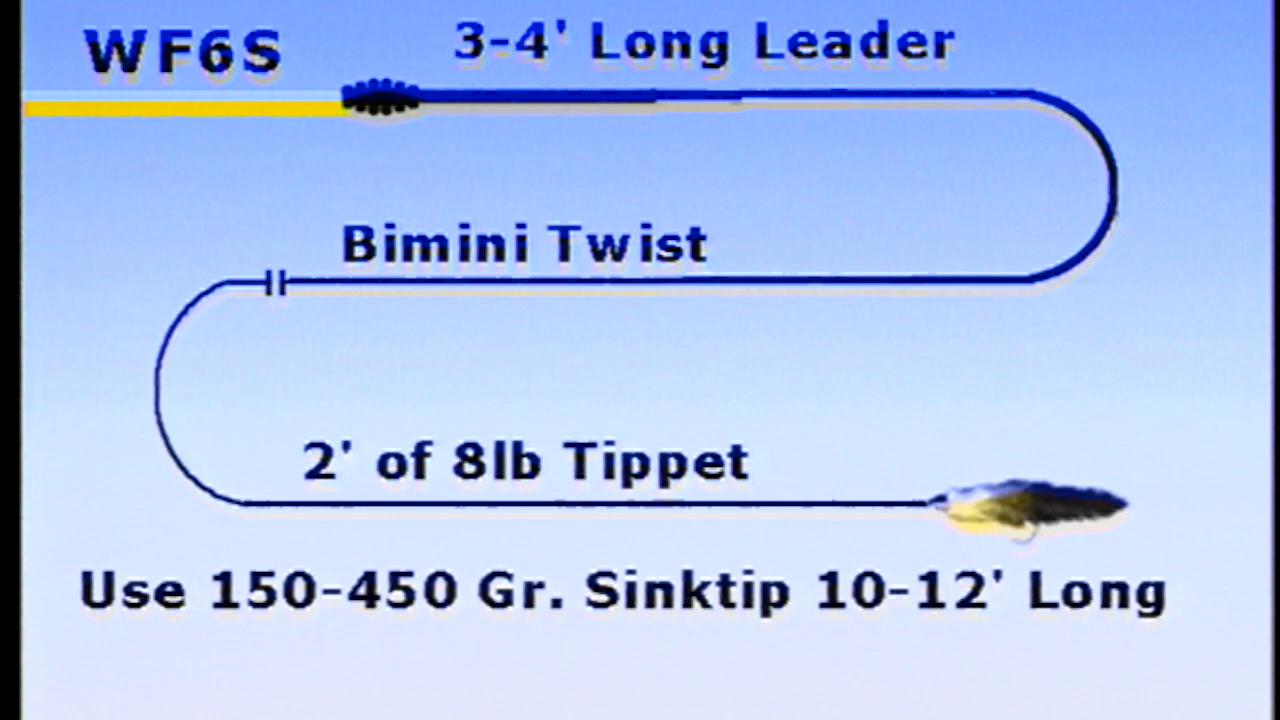 WF6S
3-4' Long Leader
Bimini Twist
2' of 8lb Tippet
Use 150-450 Gr. Sinktip 10-12' Long